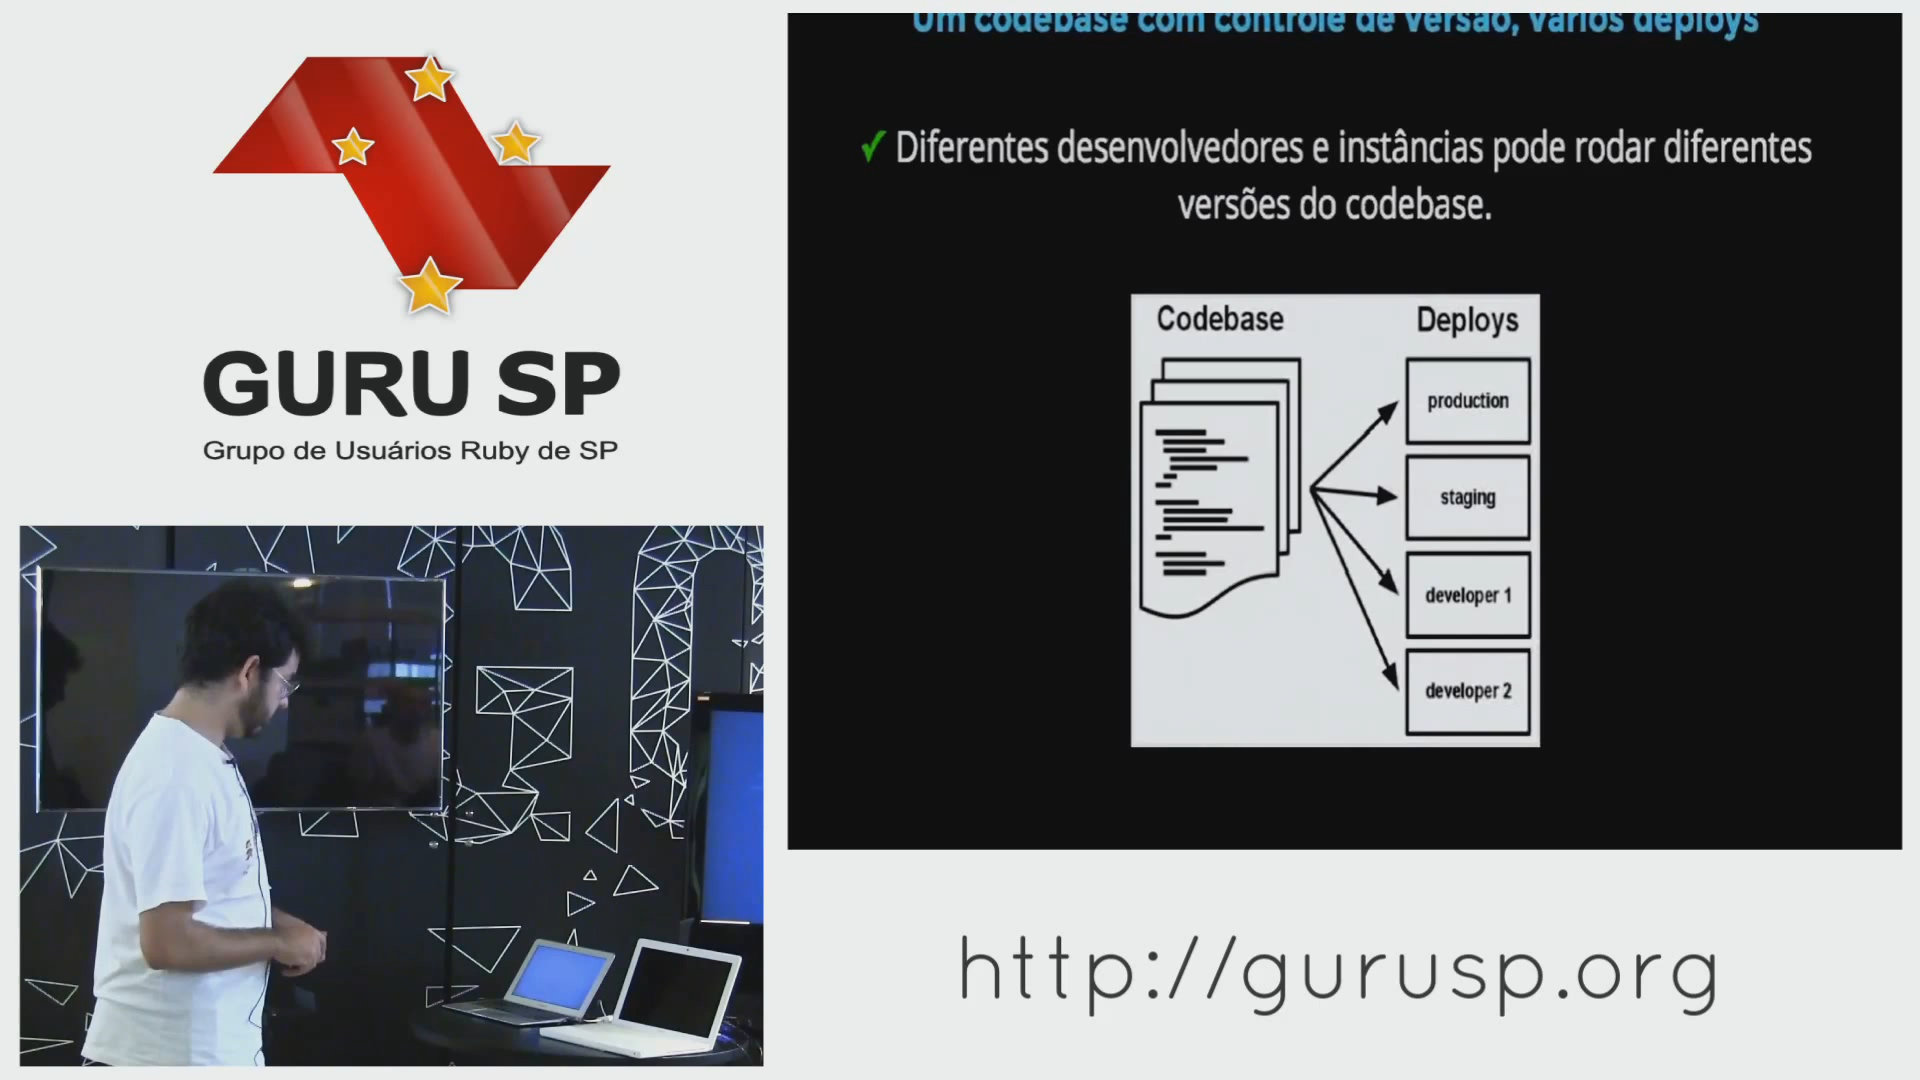 GURU SP
Grupo de Usuários Ruby de SP
Um codebase com controle de versão, vários deploys
✓ Diferentes desenvolvedores e instâncias pode rodar diferentes
versões do codebase.
Codebase
Deploys
production
staging
developer 1
developer 2
http://gurusp.org